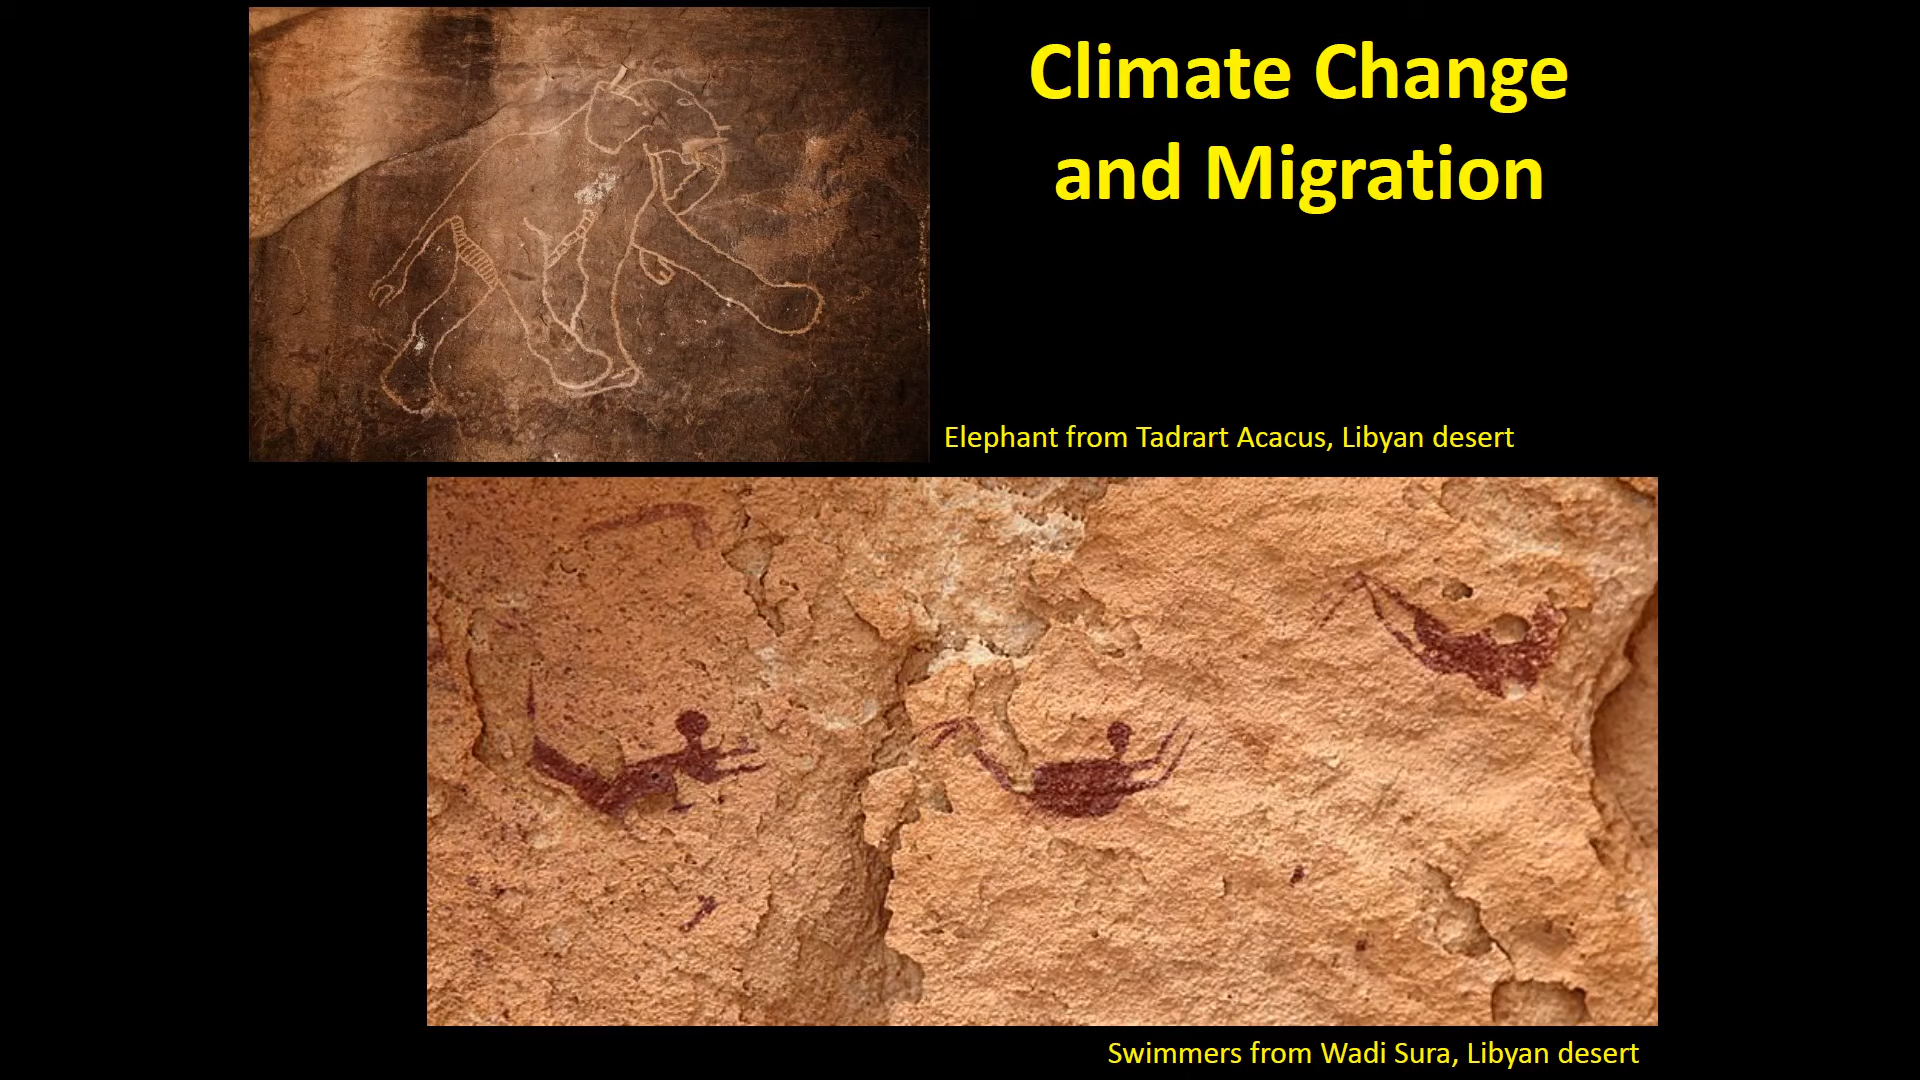 Climate Change
and Migration
Elephant from Tadrart Acacus, Libyan desert
Swimmers from Wadi Sura, Libyan desert